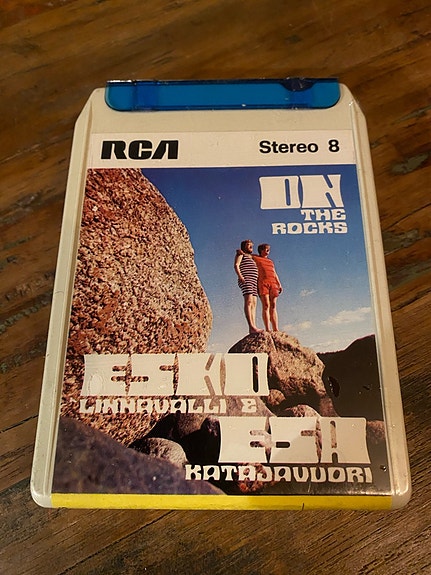 RCA Stereo 8
ON
THE
ROCKS
ESKO
LINNAVALLI &
ESA
KATAJAVUORI